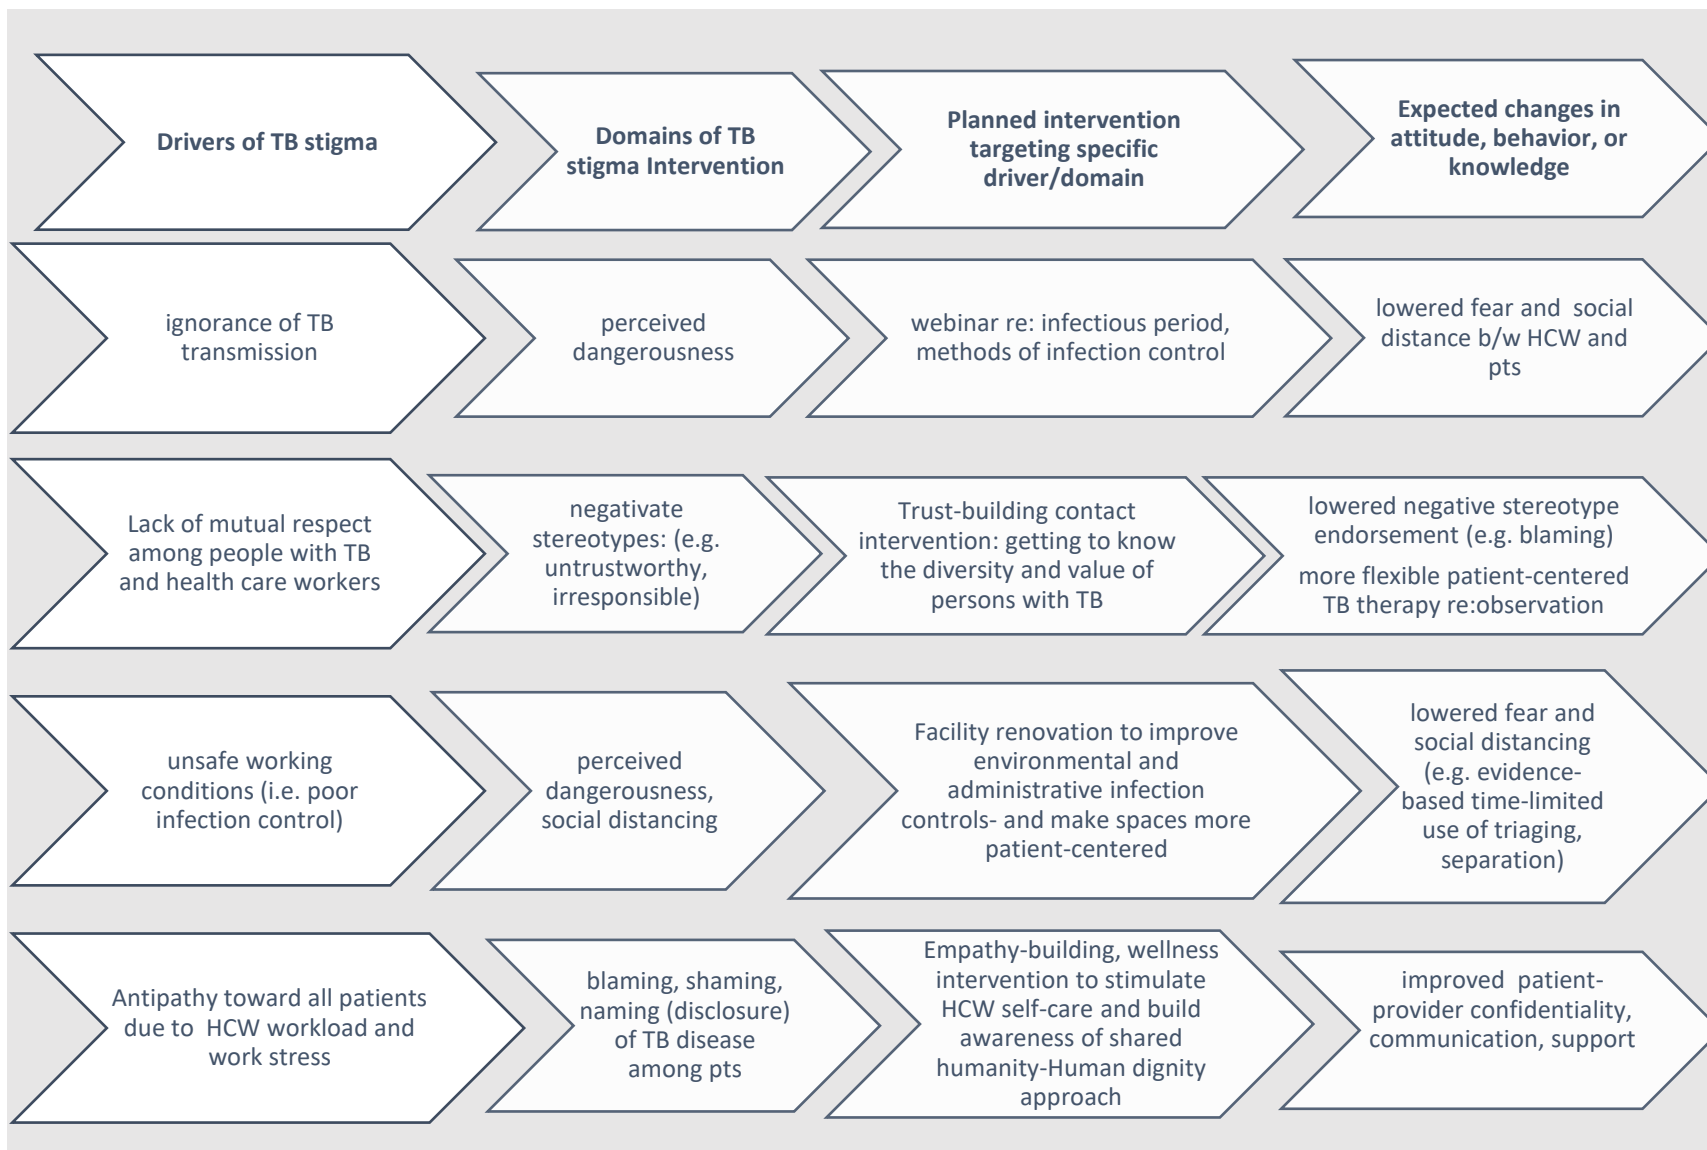 Drivers of TB stigma
Domains of TB
stigma Intervention
Planned intervention
targeting specific
driver/domain
Expected changes in
attitude, behavior, or
knowledge
ignorance of TB
transmission
perceived
dangerousness
webinar re: infectious period,
methods of infection control
lowered fear and  social
distance b/w HCW and
pts
Lack of mutual respect
among people with TB
and health care workers
negativate
stereotypes: (e.g.
untrustworthy,
irresponsible)
Trust-building contact
intervention: getting to know
the diversity and value of
persons with TB
lowered negative stereotype
endorsement (e.g. blaming)
more flexible patient-centered
TB therapy re:observation
unsafe working
conditions (i.e. poor
infection control)
perceived
dangerousness,
social distancing
Facility renovation to improve
environmental and
administrative infection
controls- and make spaces more
patient-centered
lowered fear and
social distancing
(e.g. evidence-
based time-limited
use of triaging,
separation)
Antipathy toward all patients
due to  HCW workload and
work stress
blaming, shaming,
naming (disclosure)
of TB disease
among pts
Empathy-building, wellness
intervention to stimulate
HCW self-care and build
awareness of shared
humanity-Human dignity
approach
improved  patient-
provider confidentiality,
communication, support